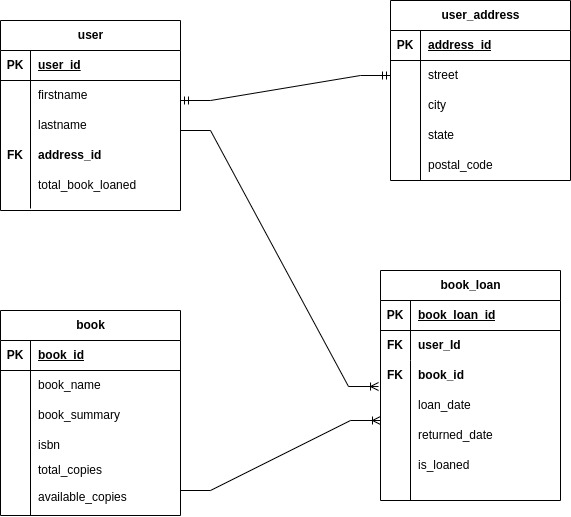 user
PK user_id
firstname
lastname
FK address_id
total_book_loaned
user_address
PK address_id
street
city
state
postal_code
book
PK book_id
book_name
book_summary
isbn
total_copies
available_copies
book_loan
PK book_loan_id
FK user_Id
FK book_id
loan_date
returned_date
is_loaned